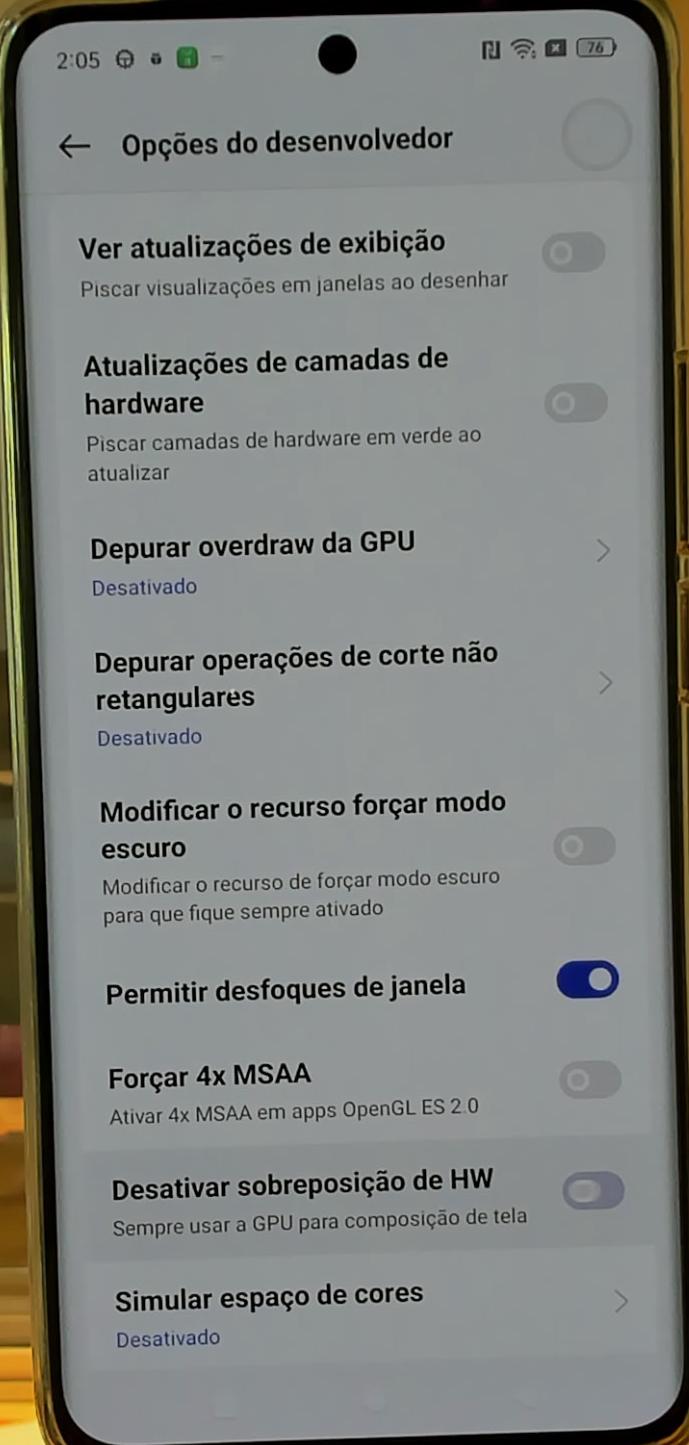 2:05
76
Opções do desenvolvedor
Ver atualizações de exibição
Piscar visualizações em janelas ao desenhar
Atualizações de camadas de
hardware
Piscar camadas de hardware em verde ao
atualizar
Depurar overdraw da GPU
Desativado
Depurar operações de corte não
retangulares
Desativado
Modificar o recurso forçar modo
escuro
Modificar o recurso de forçar modo escuro
para que fique sempre ativado
Permitir desfoques de janela
Forçar 4x MSAA
Ativar 4x MSAA em apps OpenGL ES 2.0
Desativar sobreposição de HW
Sempre usar a GPU para composição de tela
Simular espaço de cores
Desativado